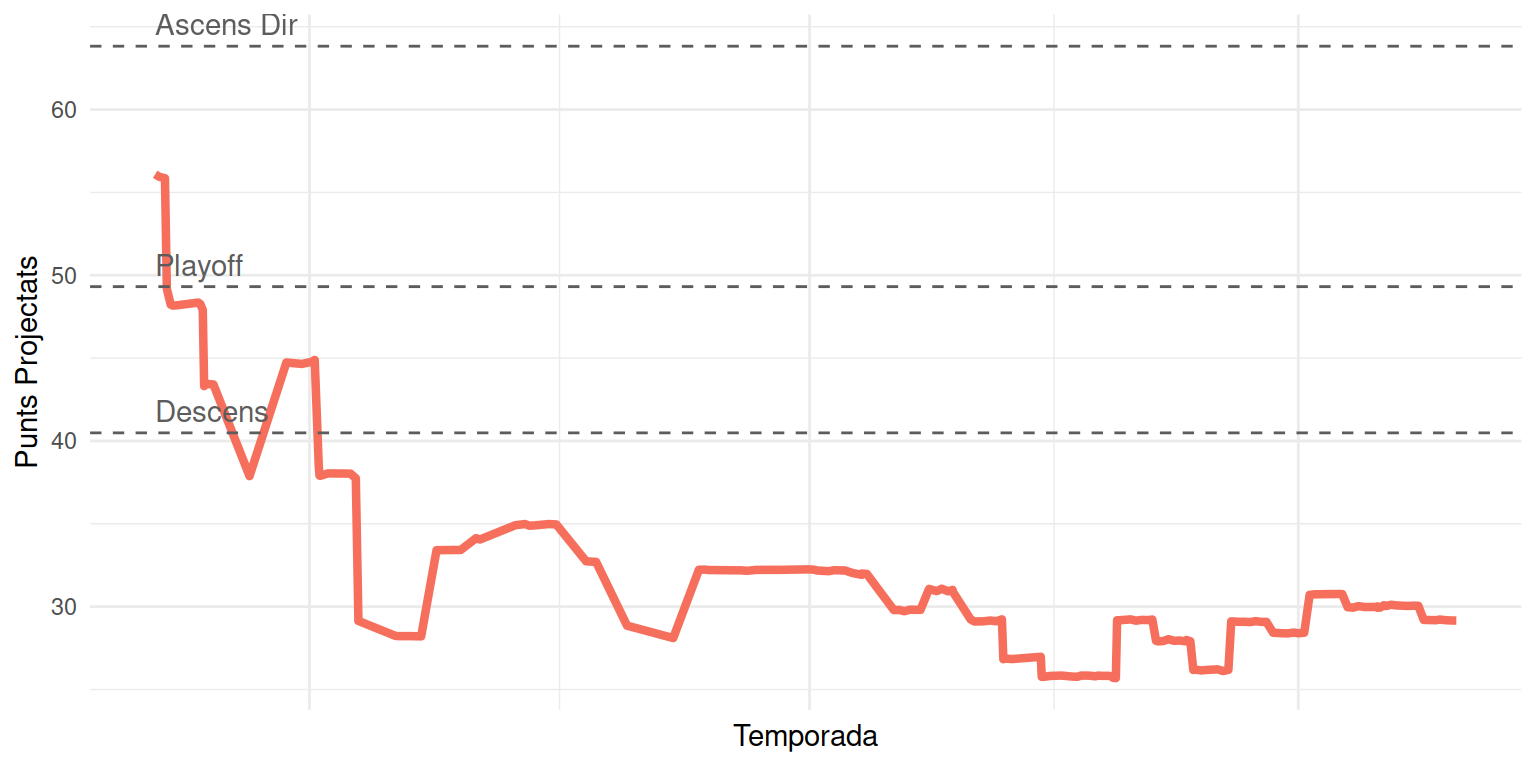 Ascens Dir
60
Playoff
50
Descens
40
30
Punts Projectats
Temporada